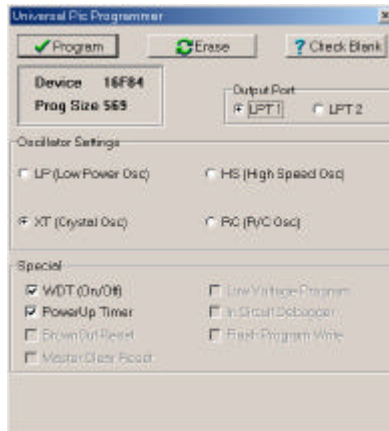 Universal Pic Programmer
Program
Erase
? Check Blank
Device 16F84
Prog Size 569
Output Port
LPT1
LPT2
Oscillator Settings
LP (Low Power Osc)
HS (High Speed Osc)
XT (Crystal Osc)
RC (R/C Osc)
Special
WDT (On/Off)
Low Voltage Program
PowerUp Timer
In Circuit Debugger
Brown Out Reset
Flash Program Write
Master Clear Reset